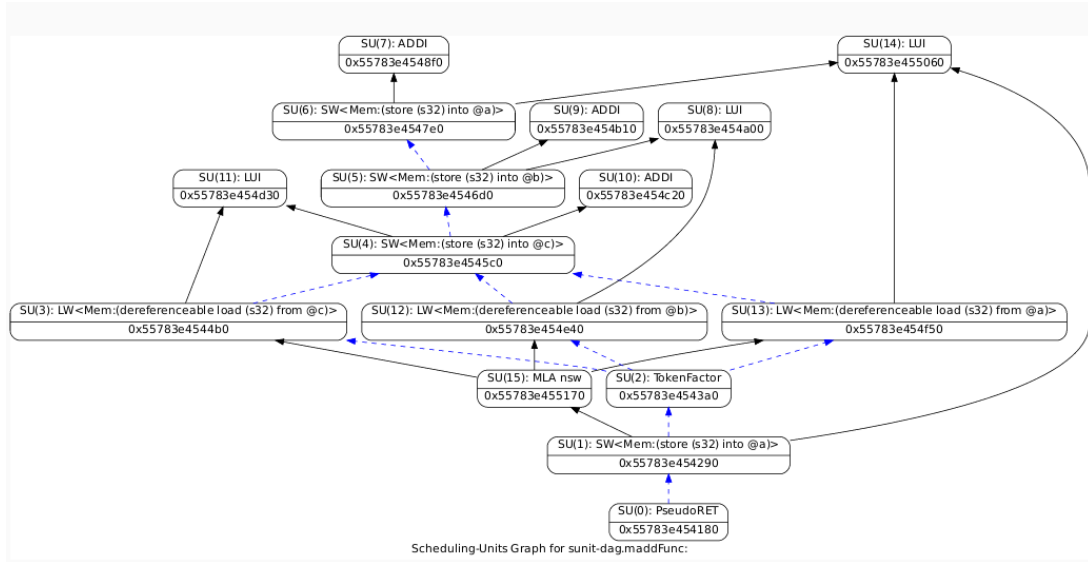 SU(7): ADDI
0x55783e4548f0
SU(14): LUI
0x55783e455060
SU(6): SW<Mem:(store (s32) into @a)>
0x55783e4547e0
SU(9): ADDI
0x55783e454b10
SU(8): LUI
0x55783e454a00
SU(11): LUI
0x55783e454d30
SU(5): SW<Mem:(store (s32) into @b)>
0x55783e4546d0
SU(10): ADDI
0x55783e454c20
SU(4): SW<Mem:(store (s32) into @c)>
0x55783e4545c0
SU(3): LW<Mem:(dereferenceable load (s32) from @c)>
0x55783e4544b0
SU(12): LW<Mem:(dereferenceable load (s32) from @b)>
0x55783e454e40
SU(13): LW<Mem:(dereferenceable load (s32) from @a)>
0x55783e454f50
SU(15): MLA nsw
0x55783e455170
SU(2): TokenFactor
0x55783e4543a0
SU(1): SW<Mem:(store (s32) into @a)>
0x55783e454290
SU(0): PseudoRET
0x55783e454180
Scheduling-Units Graph for sunit-dag.maddFunc: